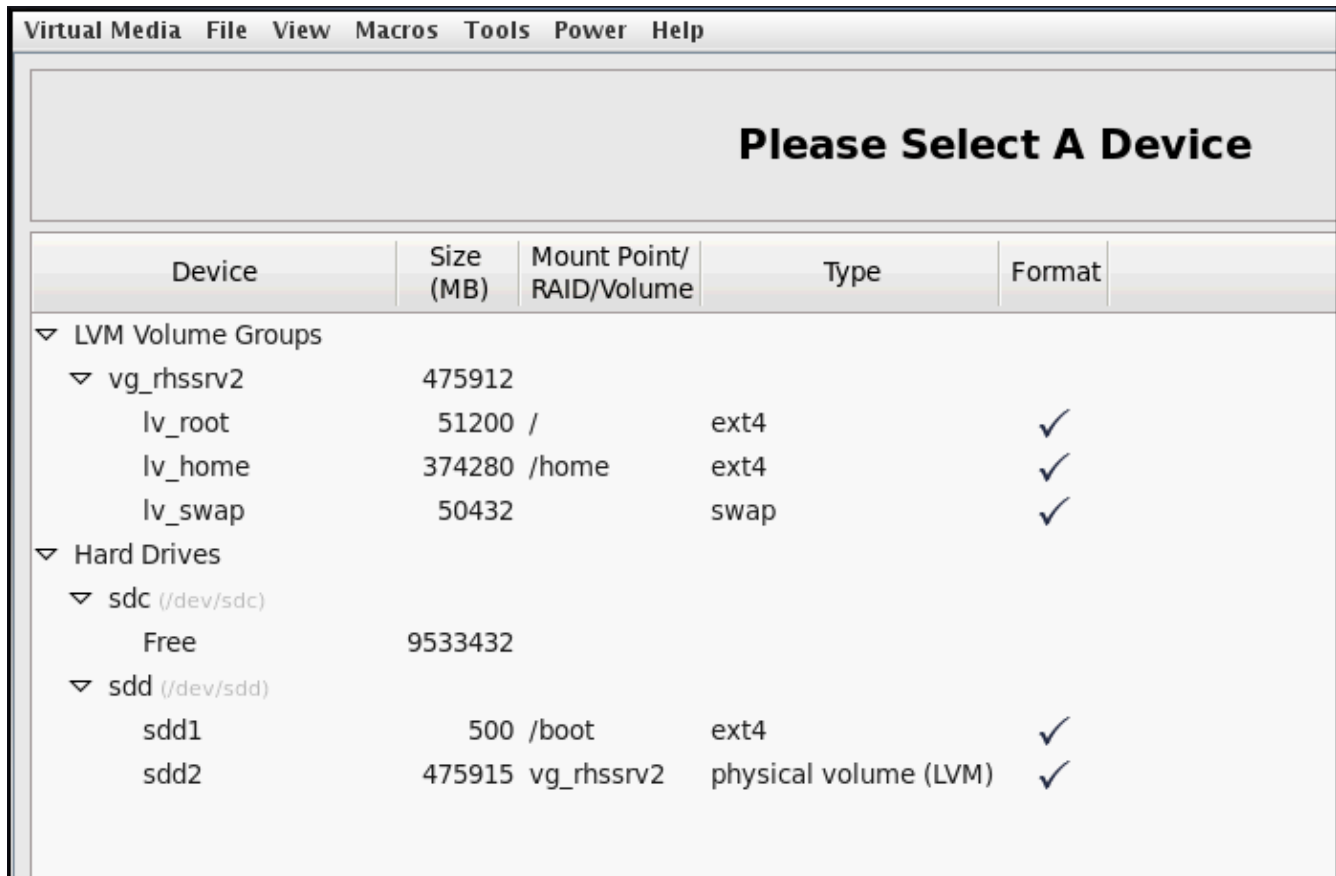 Virtual Media File View Macros Tools Power Help
Please Select A Device
Device Size (MB) Mount Point/ RAID/Volume Type Format
LVM Volume Groups
vg_rhssrv2 475912
lv_root 51200 / ext4 ✓
lv_home 374280 /home ext4 ✓
lv_swap 50432 swap ✓
Hard Drives
sdc (/dev/sdc)
Free 9533432
sdd (/dev/sdd)
sdd1 500 /boot ext4 ✓
sdd2 475915 vg_rhssrv2 physical volume (LVM) ✓